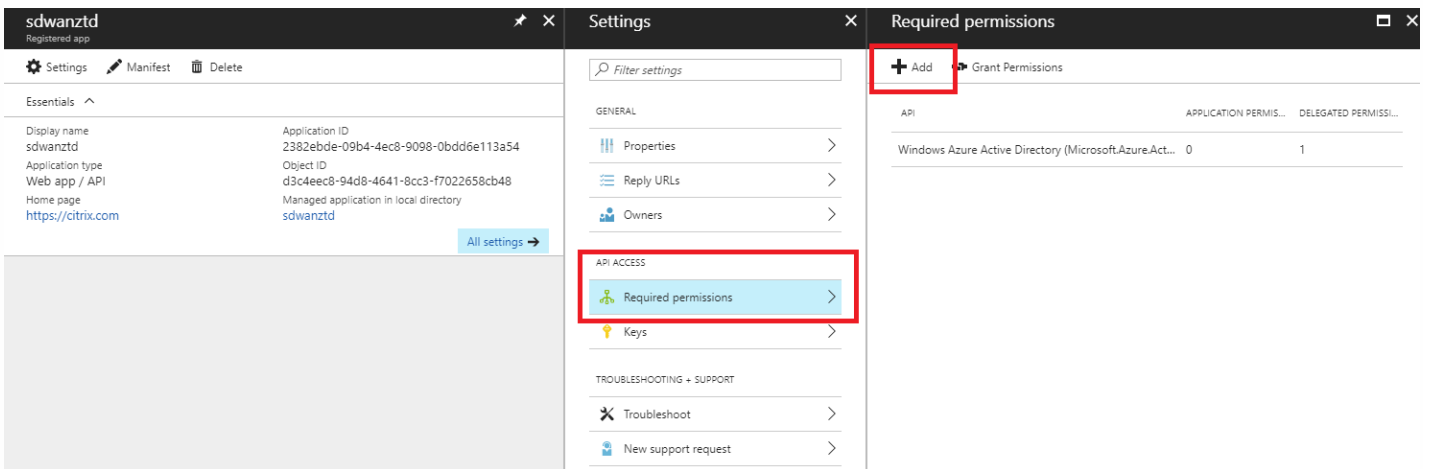 sdwanztd
Registered app
Settings Manifest Delete
Essentials
Display name
sdwanztd
Application type
Web app / API
Home page
https://citrix.com
Application ID
2382ebde-09b4-4ec8-9098-0bdd6e113a54
Object ID
d3c4eec8-94d8-4641-8cc3-f7022658cb48
Managed application in local directory
sdwanztd
All settings
Settings
Filter settings
GENERAL
Properties
Reply URLs
Owners
API ACCESS
Required permissions
Keys
TROUBLESHOOTING + SUPPORT
Troubleshoot
New support request
Required permissions
Add Grant Permissions
API APPLICATION PERMIS... DELEGATED PERMISSI...
Windows Azure Active Directory (Microsoft.Azure.Act... 0 1